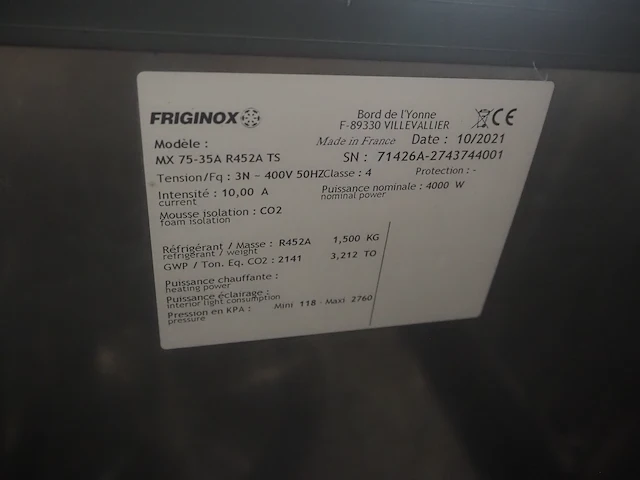 FRIGINOX
Bord de l'Yonne
F-89330 VILLEVALLIER
CE
Modèle :
Made in France Date : 10/2021
MX 75-35A R452A TS
SN : 71426A-2743744001
Tension/Fq : 3N - 400V 50HZ Classe : 4 Protection : -
Intensité : 10,00 A
current
Puissance nominale : 4000 W
nominal power
Mousse isolation : CO2
foam isolation
Réfrigérant / Masse : R452A 1,500 KG
refrigerant / weight
GWP / Ton. Eq. CO2 : 2141 3,212 TO
Puissance chauffante :
heating power
Puissance éclairage :
interior light consumption
Pression en KPA : Mini 118 - Maxi 2760
pressure